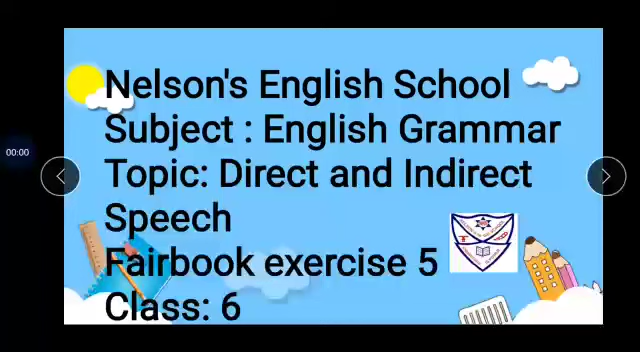 Nelson's English School
Subject : English Grammar
Topic: Direct and Indirect
Speech
Fairbook exercise 5
Class: 6
00:00